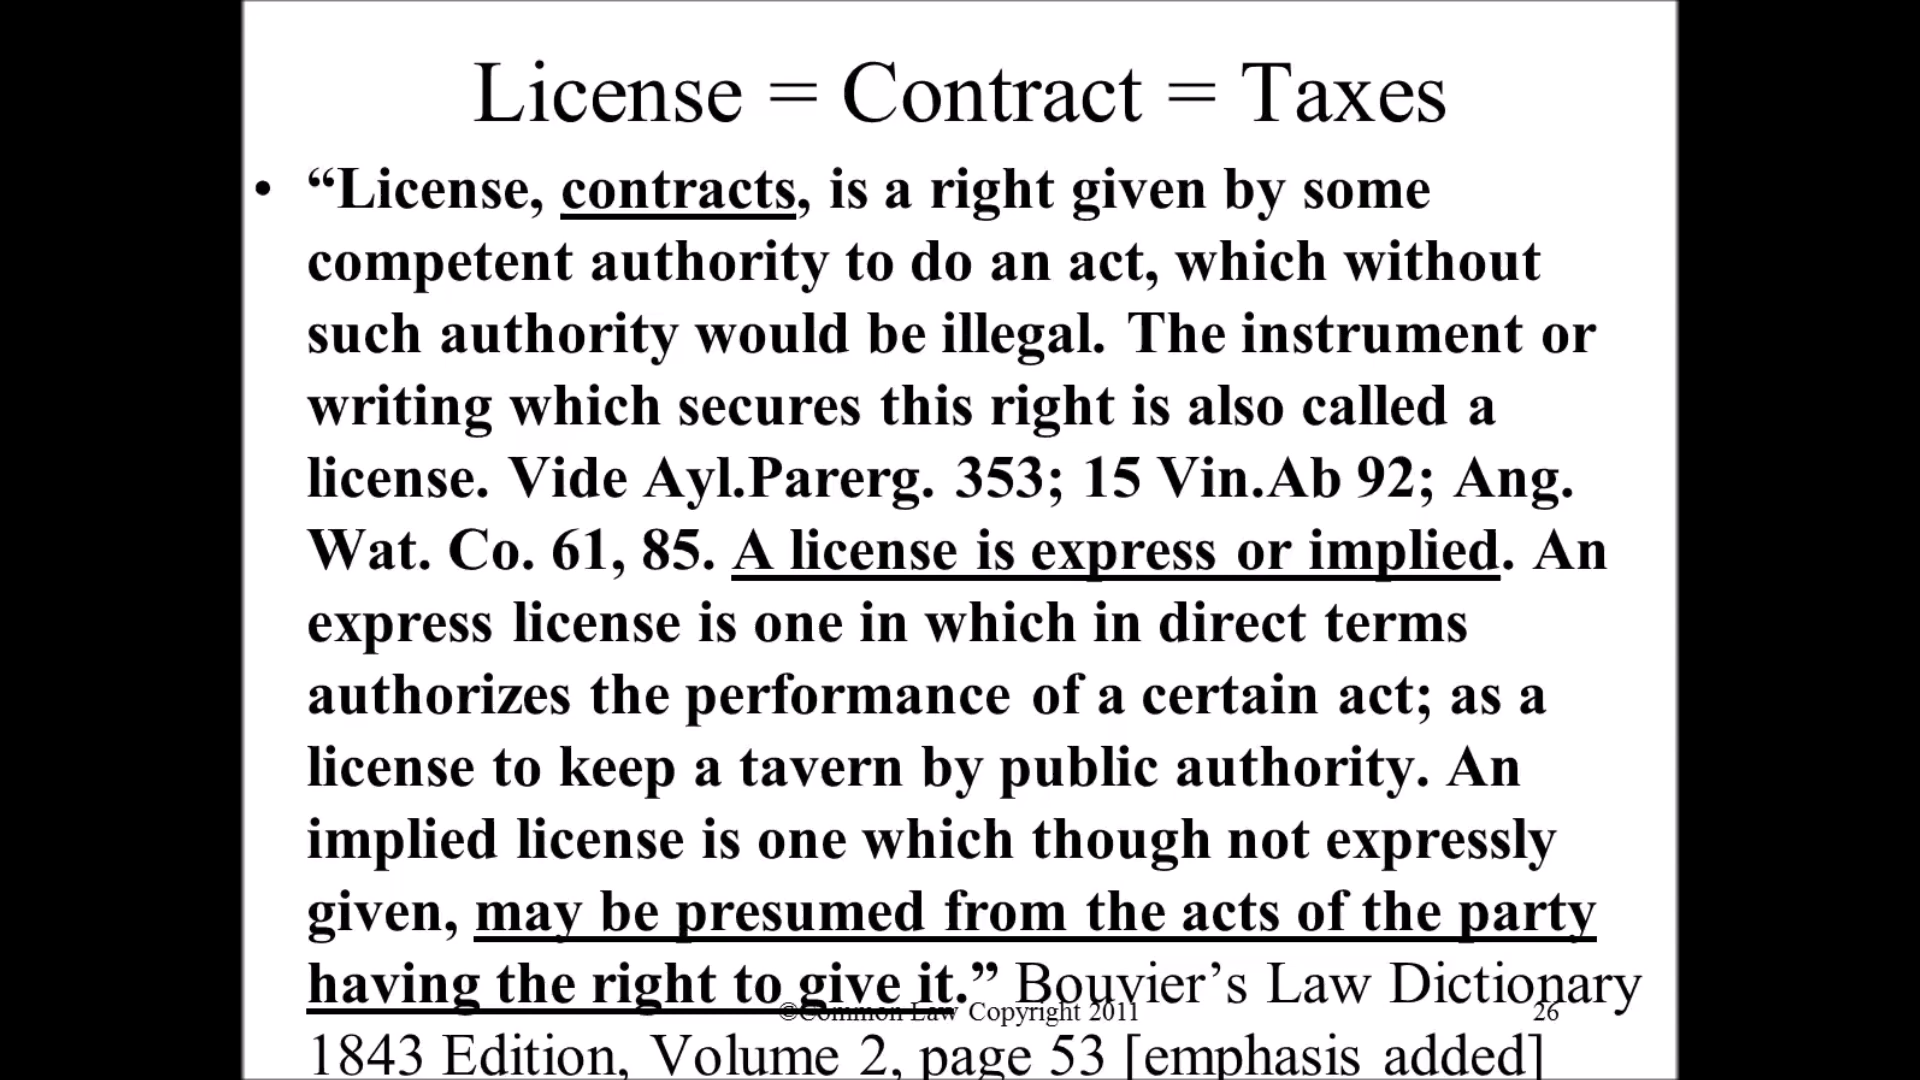 License = Contract = Taxes
• “License, contracts, is a right given by some
competent authority to do an act, which without
such authority would be illegal. The instrument or
writing which secures this right is also called a
license. Vide Ayl.Parerg. 353; 15 Vin.Ab 92; Ang.
Wat. Co. 61, 85. A license is express or implied. An
express license is one in which in direct terms
authorizes the performance of a certain act; as a
license to keep a tavern by public authority. An
implied license is one which though not expressly
given, may be presumed from the acts of the party
having the right to give it.” Bouvier’s Law Dictionary
©Common Law Copyright 2011 26
1843 Edition, Volume 2, page 53 [emphasis added]